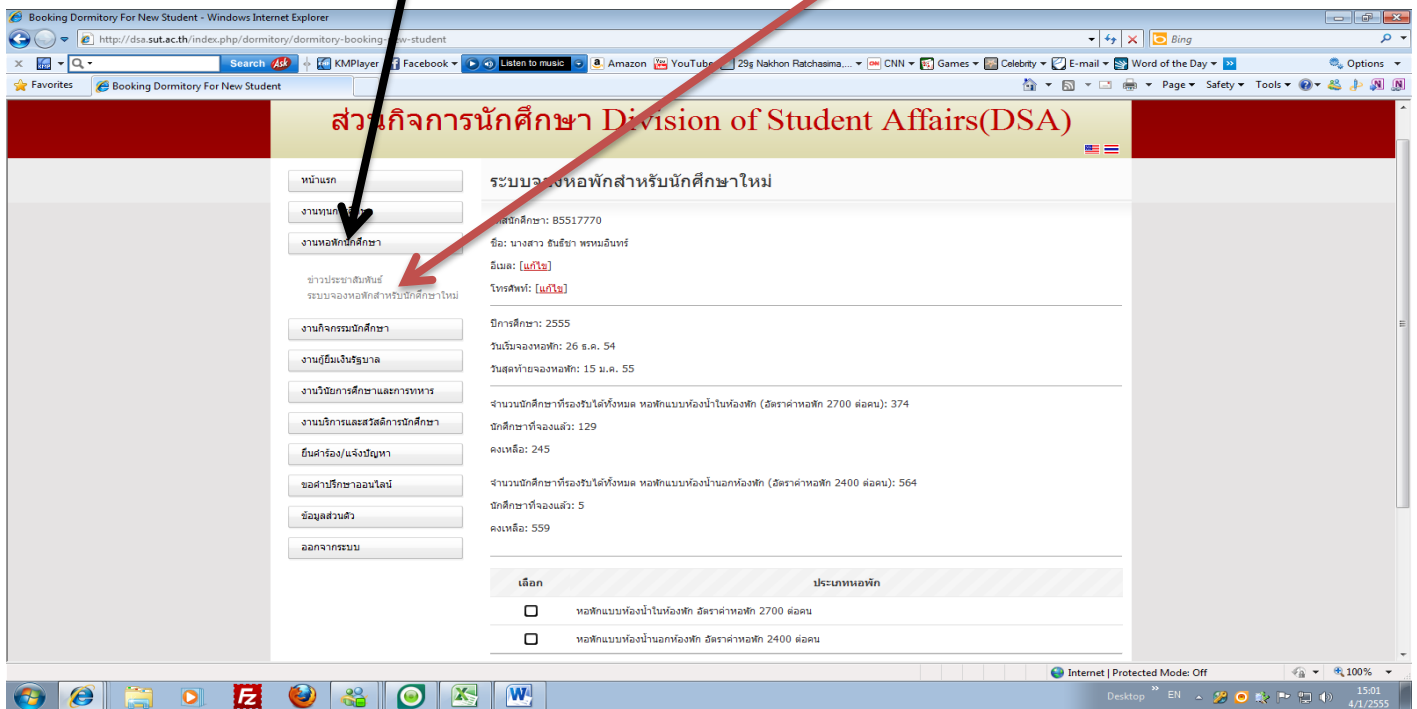 Booking Dormitory For New Student - Windows Internet Explorer
http://dsa.sut.ac.th/index.php/dormitory/dormitory-booking-new-student
Bing
Search
KMPlayer
Facebook
Listen to music
Amazon
YouTube
29g Nakhon Ratchasima,...
CNN
Games
Celebrity
E-mail
Word of the Day
Options
Favorites
Booking Dormitory For New Student
Page
Safety
Tools
ส่วนกิจการนักศึกษา Division of Student Affairs(DSA)
หน้าแรก
งานหอพักนักศึกษา
ข่าวประชาสัมพันธ์
ระบบจองหอพักสำหรับนักศึกษาใหม่
งานกิจกรรมนักศึกษา
งานกู้ยืมเงินรัฐบาล
งานวินัยการศึกษาและการทหาร
งานบริการและสวัสดิการนักศึกษา
ยื่นคำร้อง/แจ้งปัญหา
ขอคำปรึกษาออนไลน์
ข้อมูลส่วนตัว
ออกจากระบบ
ระบบจองหอพักสำหรับนักศึกษาใหม่
รหัสนักศึกษา: B5517770
ชื่อ: นางสาว ธันธิชา พรหมอินทร์
อีเมล: [แก้ไข]
โทรศัพท์: [แก้ไข]
ปีการศึกษา: 2555
วันเริ่มจองหอพัก: 26 ธ.ค. 54
วันสุดท้ายจองหอพัก: 15 ม.ค. 55
จำนวนนักศึกษาที่รองรับได้ทั้งหมด หอพักแบบห้องน้ำในห้องพัก (อัตราค่าหอพัก 2700 ต่อคน): 374
นักศึกษาที่จองแล้ว: 129
คงเหลือ: 245
จำนวนนักศึกษาที่รองรับได้ทั้งหมด หอพักแบบห้องน้ำนอกห้องพัก (อัตราค่าหอพัก 2400 ต่อคน): 564
นักศึกษาที่จองแล้ว: 5
คงเหลือ: 559
เลือก ประเภทหอพัก
หอพักแบบห้องน้ำในห้องพัก อัตราค่าหอพัก 2700 ต่อคน
หอพักแบบห้องน้ำนอกห้องพัก อัตราค่าหอพัก 2400 ต่อคน
Internet | Protected Mode: Off
100%
Desktop
EN
15:01
4/1/2555